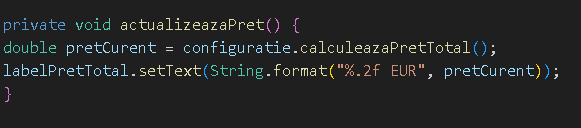 private void actualizeazaPret() {
double pretCurent = configuratie.calculeazaPretTotal();
labelPretTotal.setText(String.format("%.2f EUR", pretCurent));
}